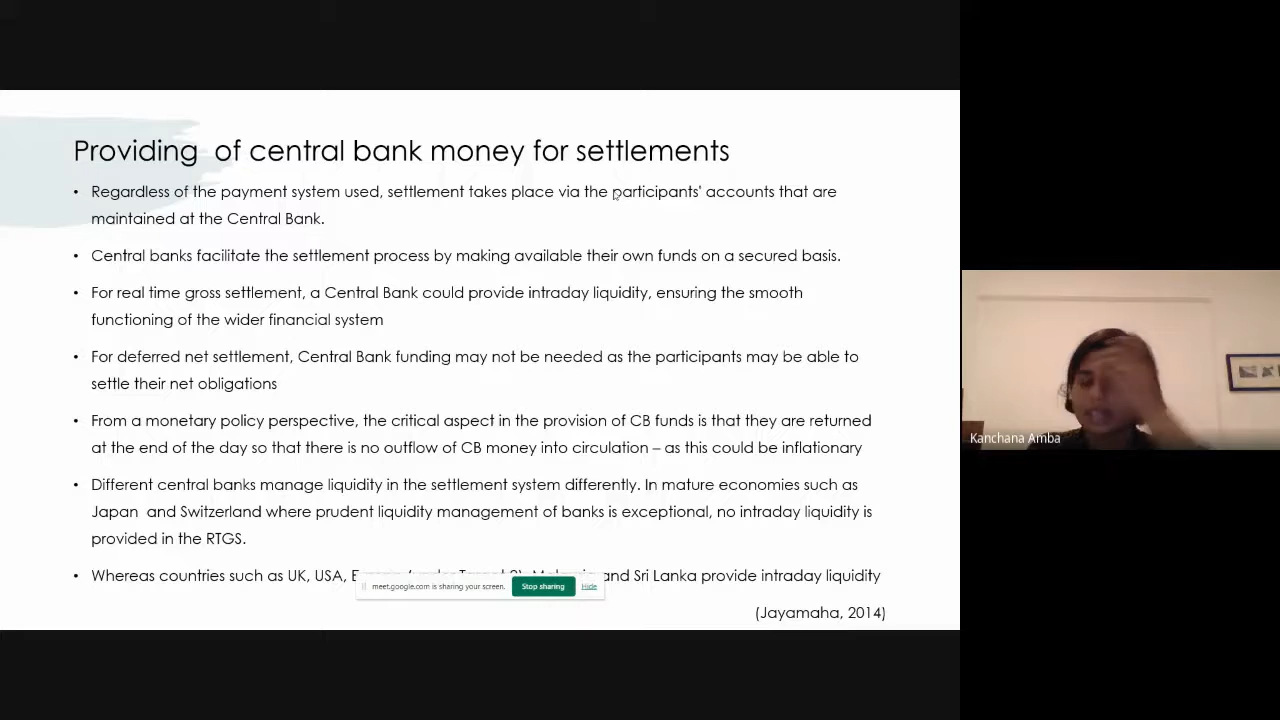 Providing of central bank money for settlements
• Regardless of the payment system used, settlement takes place via the participants' accounts that are
maintained at the Central Bank.
• Central banks facilitate the settlement process by making available their own funds on a secured basis.
• For real time gross settlement, a Central Bank could provide intraday liquidity, ensuring the smooth
functioning of the wider financial system
• For deferred net settlement, Central Bank funding may not be needed as the participants may be able to
settle their net obligations
• From a monetary policy perspective, the critical aspect in the provision of CB funds is that they are returned
at the end of the day so that there is no outflow of CB money into circulation – as this could be inflationary
• Different central banks manage liquidity in the settlement system differently. In mature economies such as
Japan and Switzerland where prudent liquidity management of banks is exceptional, no intraday liquidity is
provided in the RTGS.
• Whereas countries such as UK, USA, and Sri Lanka provide intraday liquidity
meet.google.com is sharing your screen. Stop sharing Hide
(Jayamaha, 2014)
Kanchana Amba